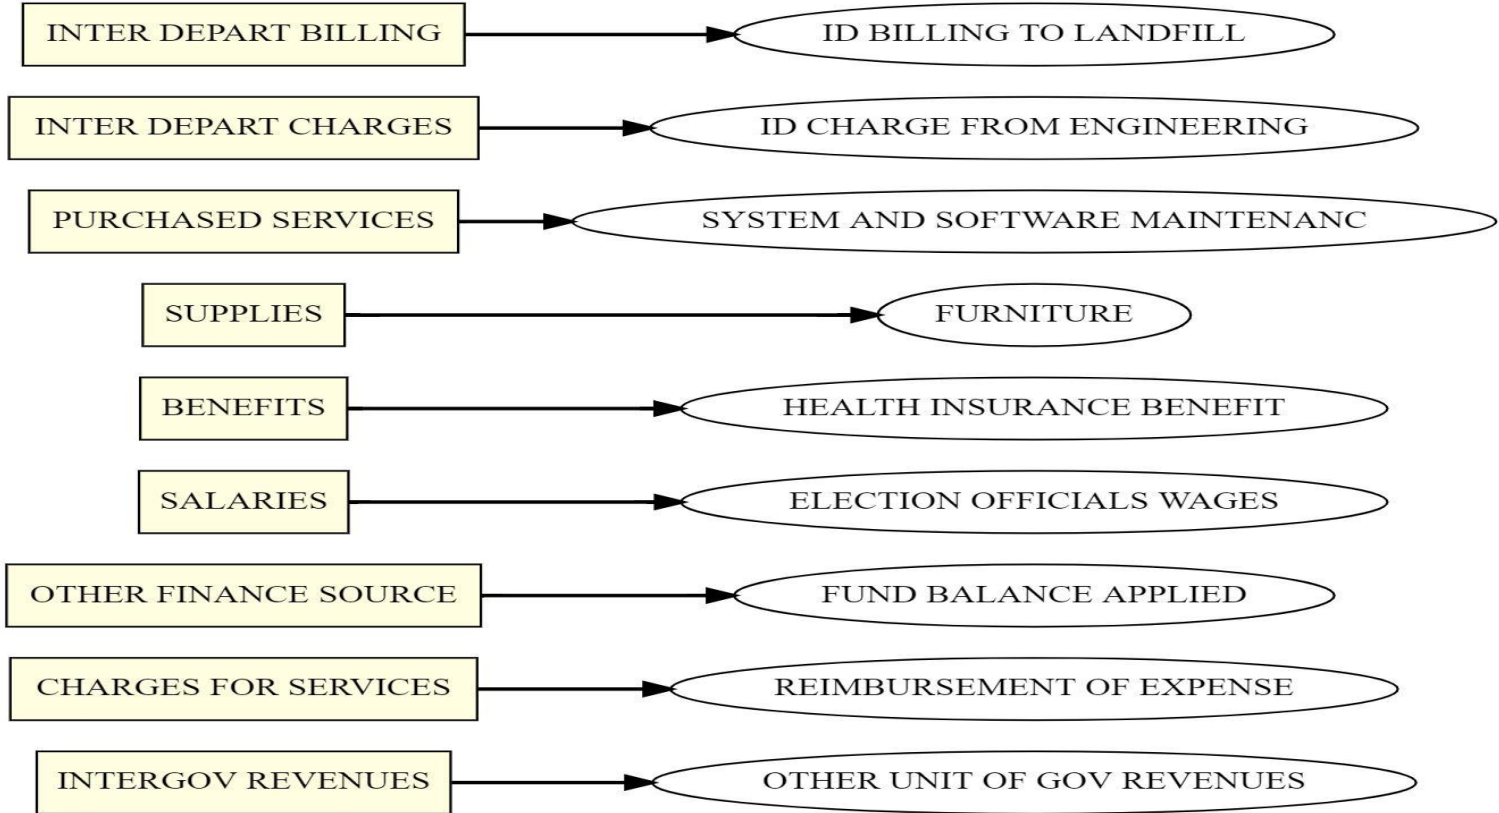 INTER DEPART BILLING
ID BILLING TO LANDFILL
INTER DEPART CHARGES
ID CHARGE FROM ENGINEERING
PURCHASED SERVICES
SYSTEM AND SOFTWARE MAINTENANC
SUPPLIES
FURNITURE
BENEFITS
HEALTH INSURANCE BENEFIT
SALARIES
ELECTION OFFICIALS WAGES
OTHER FINANCE SOURCE
FUND BALANCE APPLIED
CHARGES FOR SERVICES
REIMBURSEMENT OF EXPENSE
INTERGOV REVENUES
OTHER UNIT OF GOV REVENUES